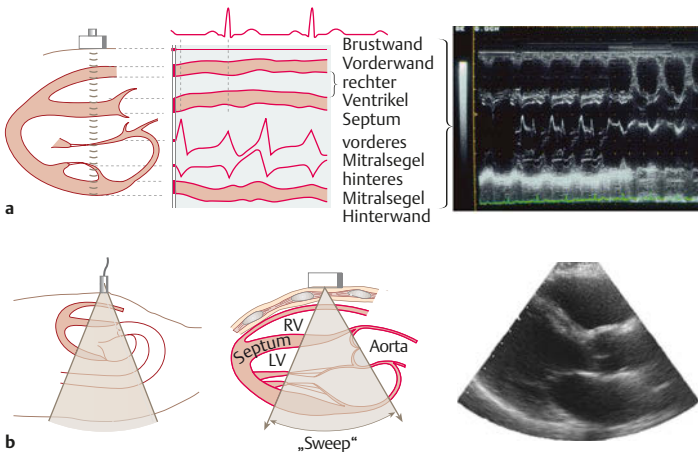 Brustwand
Vorderwand
rechter
Ventrikel
Septum
vorderes
Mitralsegel
hinteres
Mitralsegel
Hinterwand
a
RV
Septum
LV
Aorta
„Sweep“
b